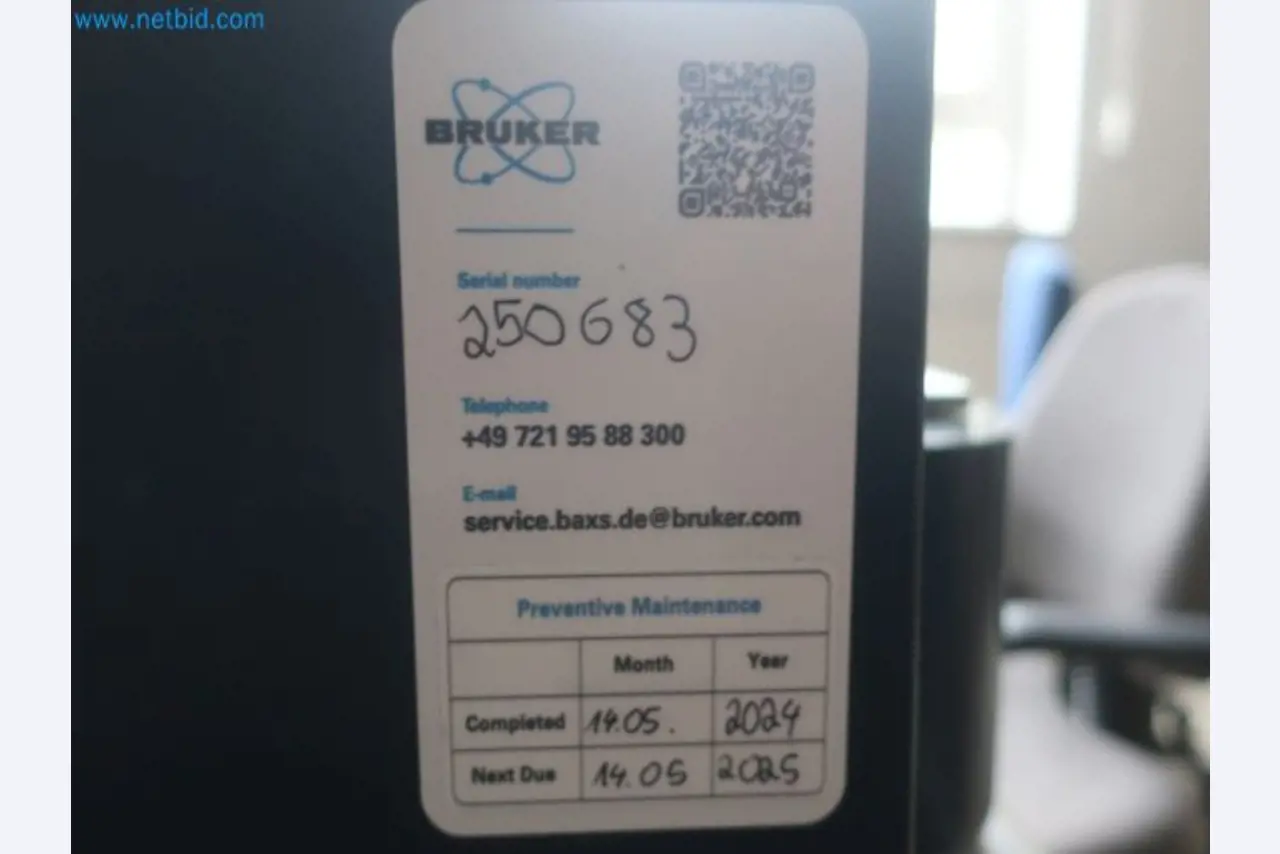 www.netbid.com
BRUKER
Serial number
250683
Telephone
+49 721 95 88 300
E-mail
service.baxs.de@bruker.com
Preventive Maintenance
Month Year
Completed 14.05. 2024
Next Due 14.05 2025